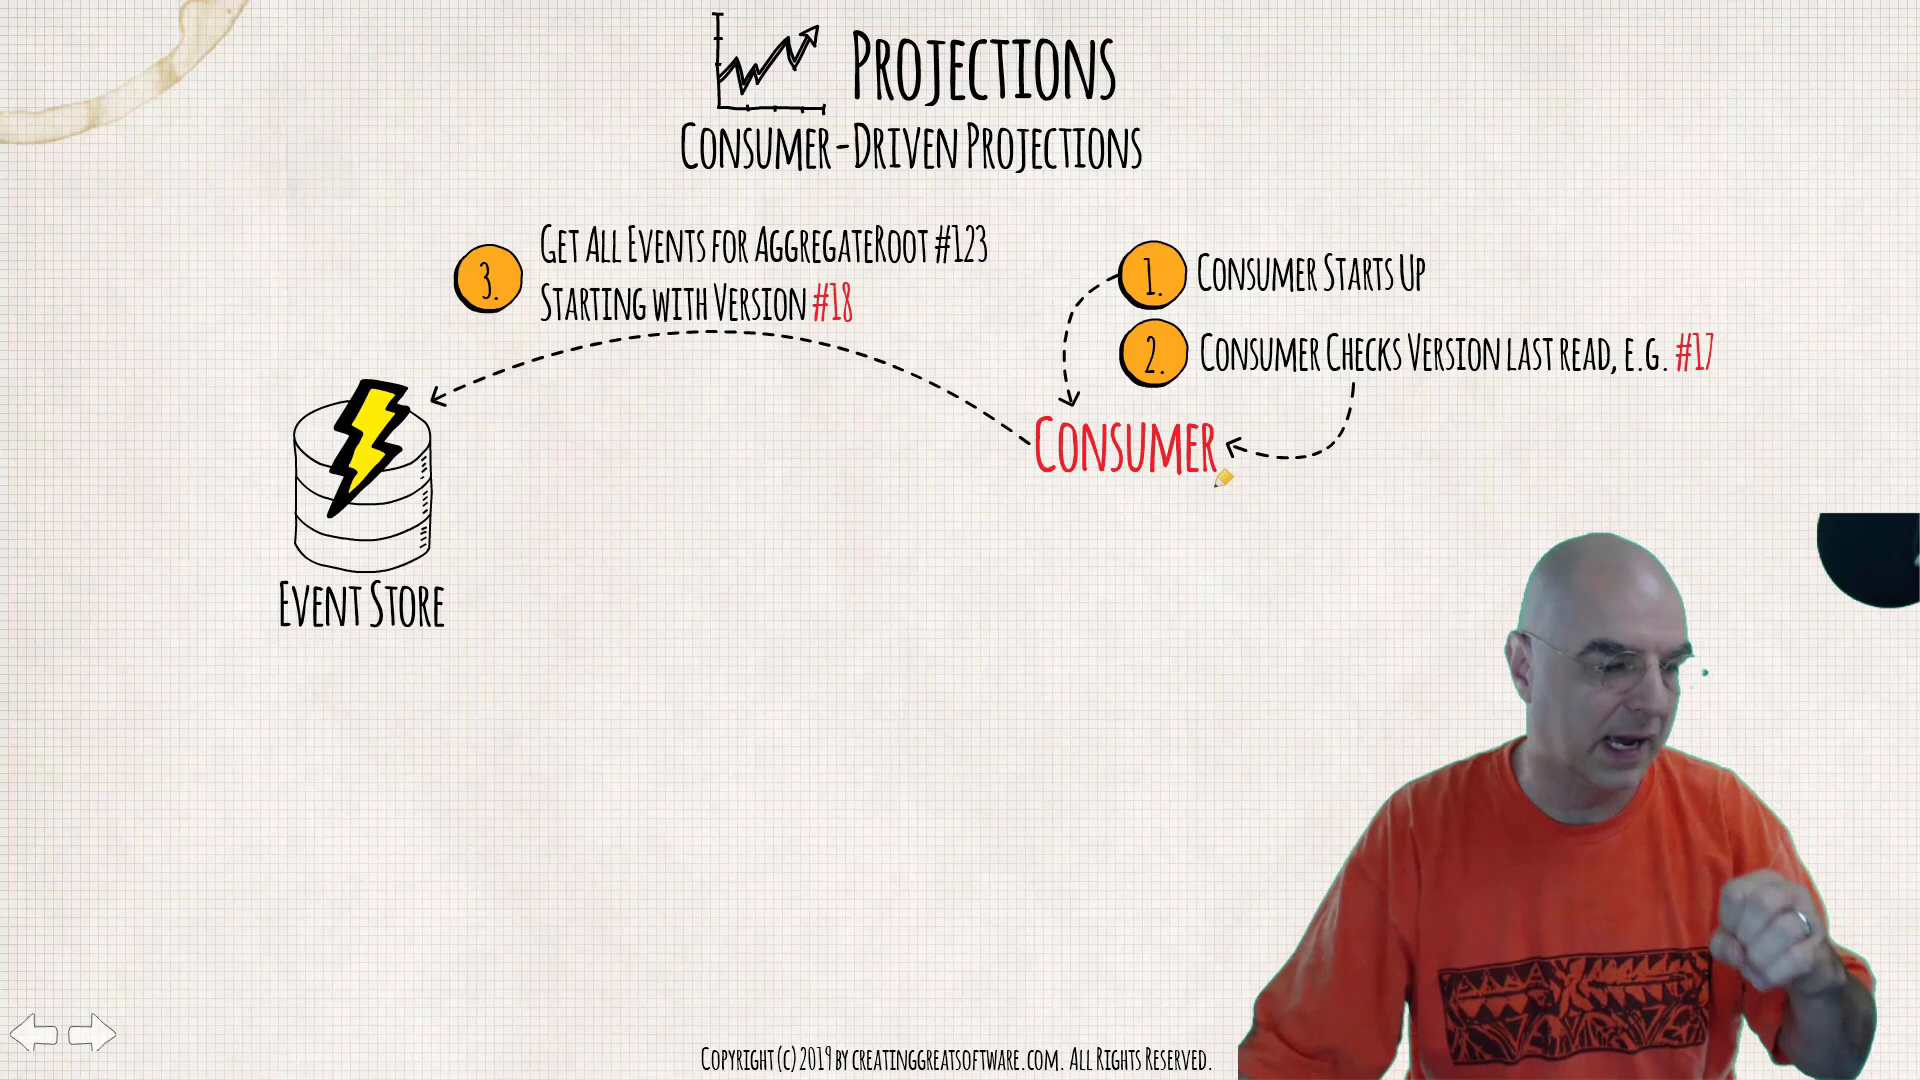 Projections
Consumer-Driven Projections
3. Get All Events for AggregateRoot #123
Starting with Version #18
1. Consumer Starts Up
2. Consumer Checks Version last read, e.g. #17
Consumer
Event Store
Copyright (c) 2019 by creatinggreatsoftware.com. All Rights Reserved.